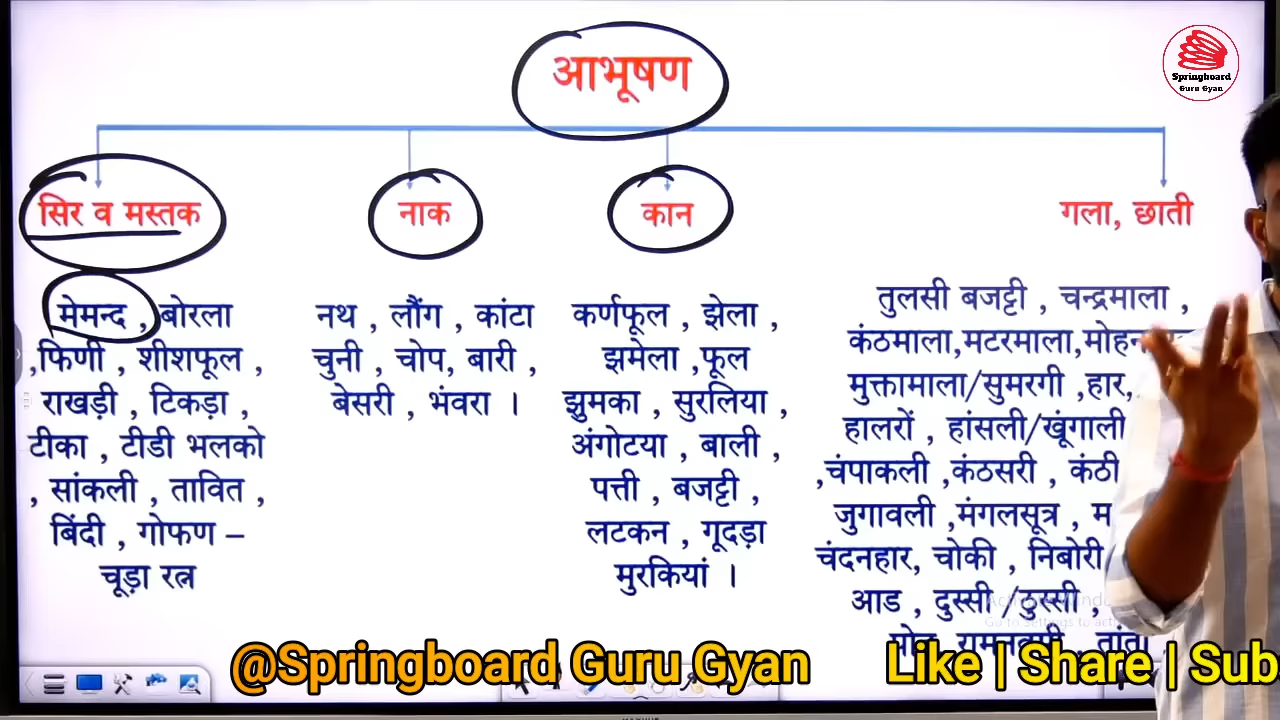 आभूषण
Springboard
Guru Gyan
सिर व मस्तक
मेमन्द , बोरला
,फिणी , शीशफूल ,
राखड़ी , टिकड़ा ,
टीका , टीडी भलको
, सांकली , तावित ,
बिंदी , गोफण –
चूड़ा रत्न
नाक
नथ , लौंग , कांटा
चुनी , चोप, बारी ,
बेसरी , भंवरा ।
कान
कर्णफूल , झेला ,
झमेला ,फूल
झुमका , सुरलिया ,
अंगोटया , बाली ,
पत्ती , बजट्टी ,
लटकन , गूदड़ा
मुरकियां ।
गला, छाती
तुलसी बजट्टी , चन्द्रमाला ,
कंठमाला,मटरमाला,
मुक्तामाला/सुमरगी ,हार,
हालरों , हांसली/खूंगाली
,चंपाकली ,कंठसरी , कंठी
जुगावली ,मंगलसूत्र ,
चंदनहार, चोकी , निबोरी
आड , दुस्सी /ठुस्सी ,
@Springboard Guru Gyan
Like | Share | Sub